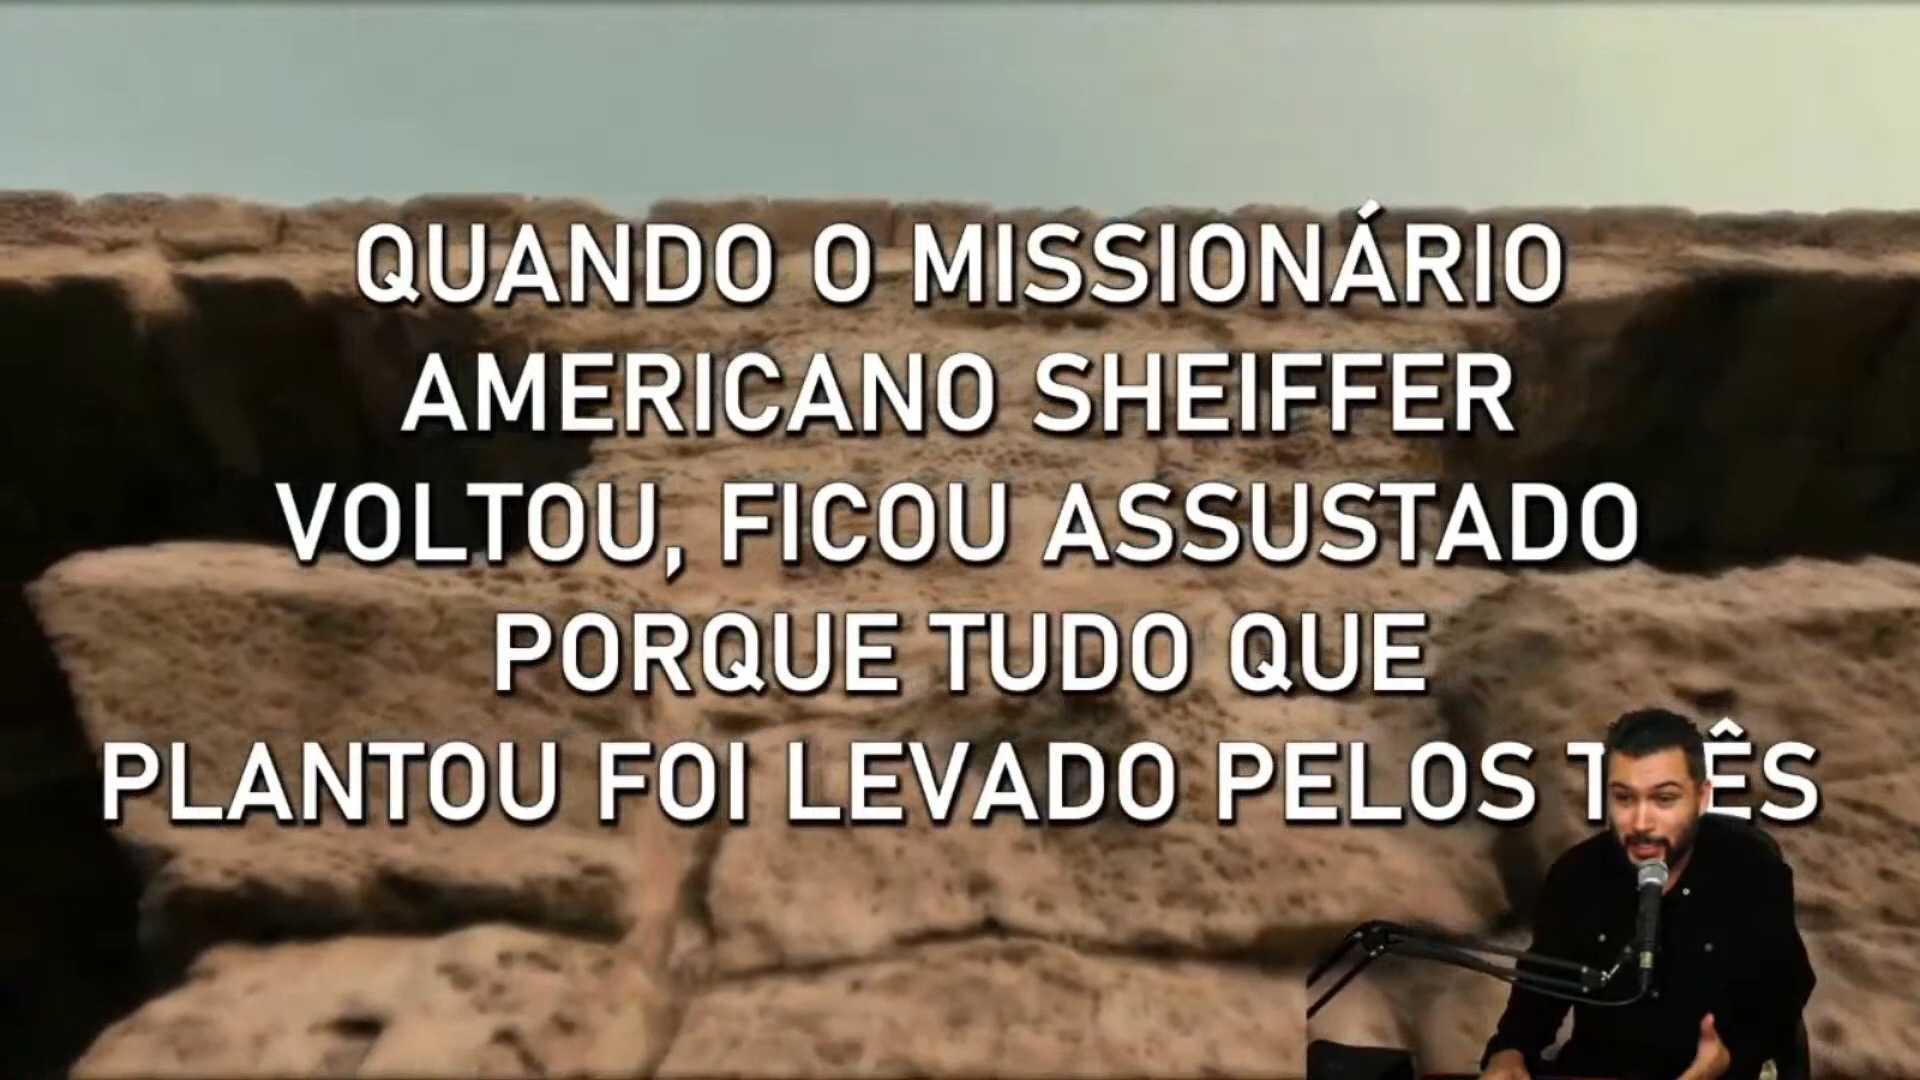 QUANDO O MISSIONÁRIO
AMERICANO SHEIFFER
VOLTOU, FICOU ASSUSTADO
PORQUE TUDO QUE
PLANTOU FOI LEVADO PELOS